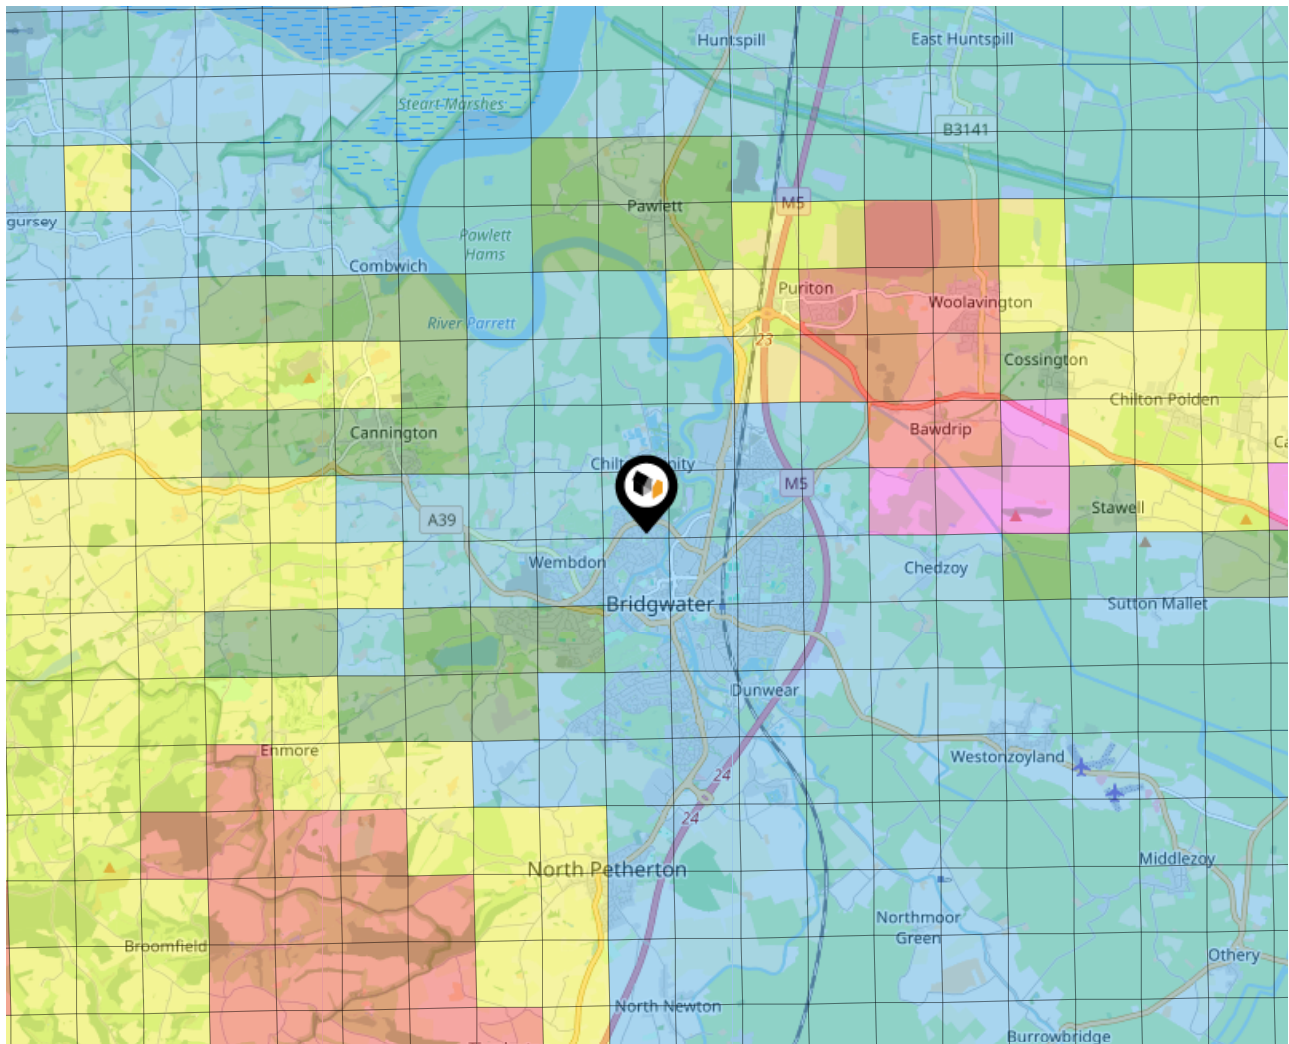 Huntspill
East Huntspill
Steart Marshes
B3141
M5
Pawlett
gursey
Pawlett
Hams
Combwich
Puriton
Woolavington
River Parrett
23
Cossington
Chilton Polden
Cannington
Bawdrip
Ca
M5
A39
Stawell
Wembdon
Chedzoy
Bridgwater
Sutton Mallet
Dunwear
Enmore
Westonzoyland
24
24
Middlezoy
North Petherton
Northmoor
Green
Broomfield
Othery
North Newton
Burrowbridge